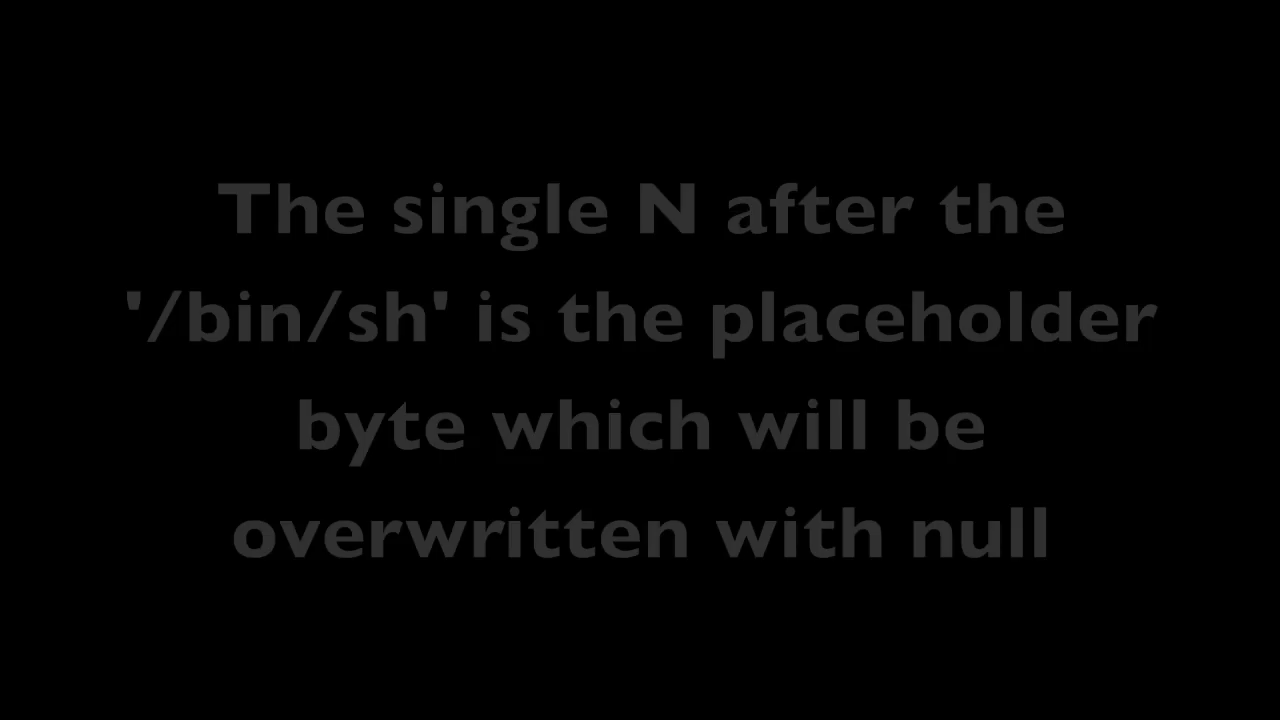 The single N after the
'/bin/sh' is the placeholder
byte which will be
overwritten with null